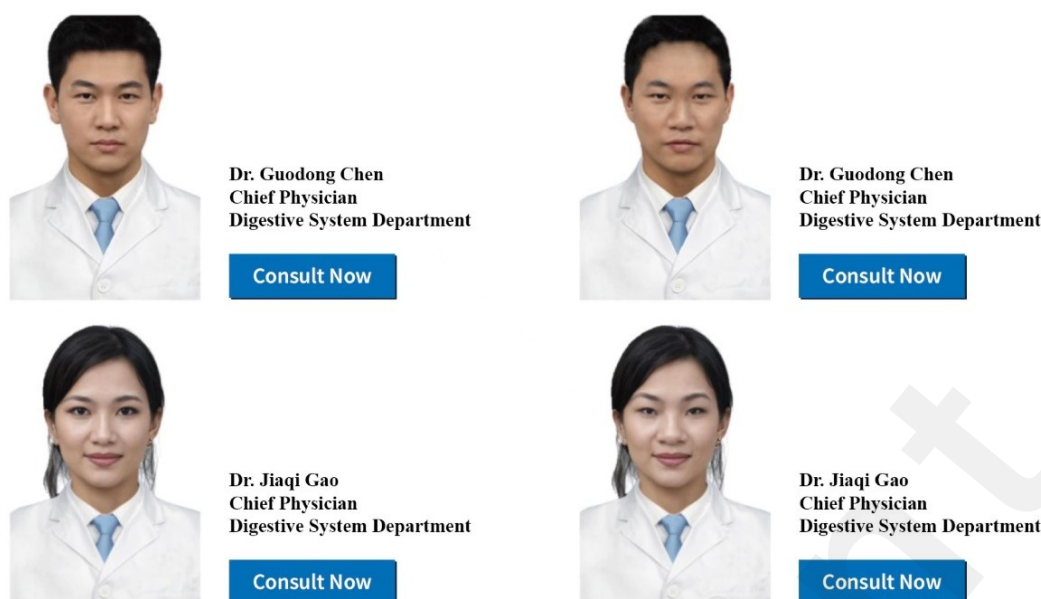 Dr. Guodong Chen
Chief Physician
Digestive System Department
Consult Now
Dr. Guodong Chen
Chief Physician
Digestive System Department
Consult Now
Dr. Jiaqi Gao
Chief Physician
Digestive System Department
Consult Now
Dr. Jiaqi Gao
Chief Physician
Digestive System Department
Consult Now